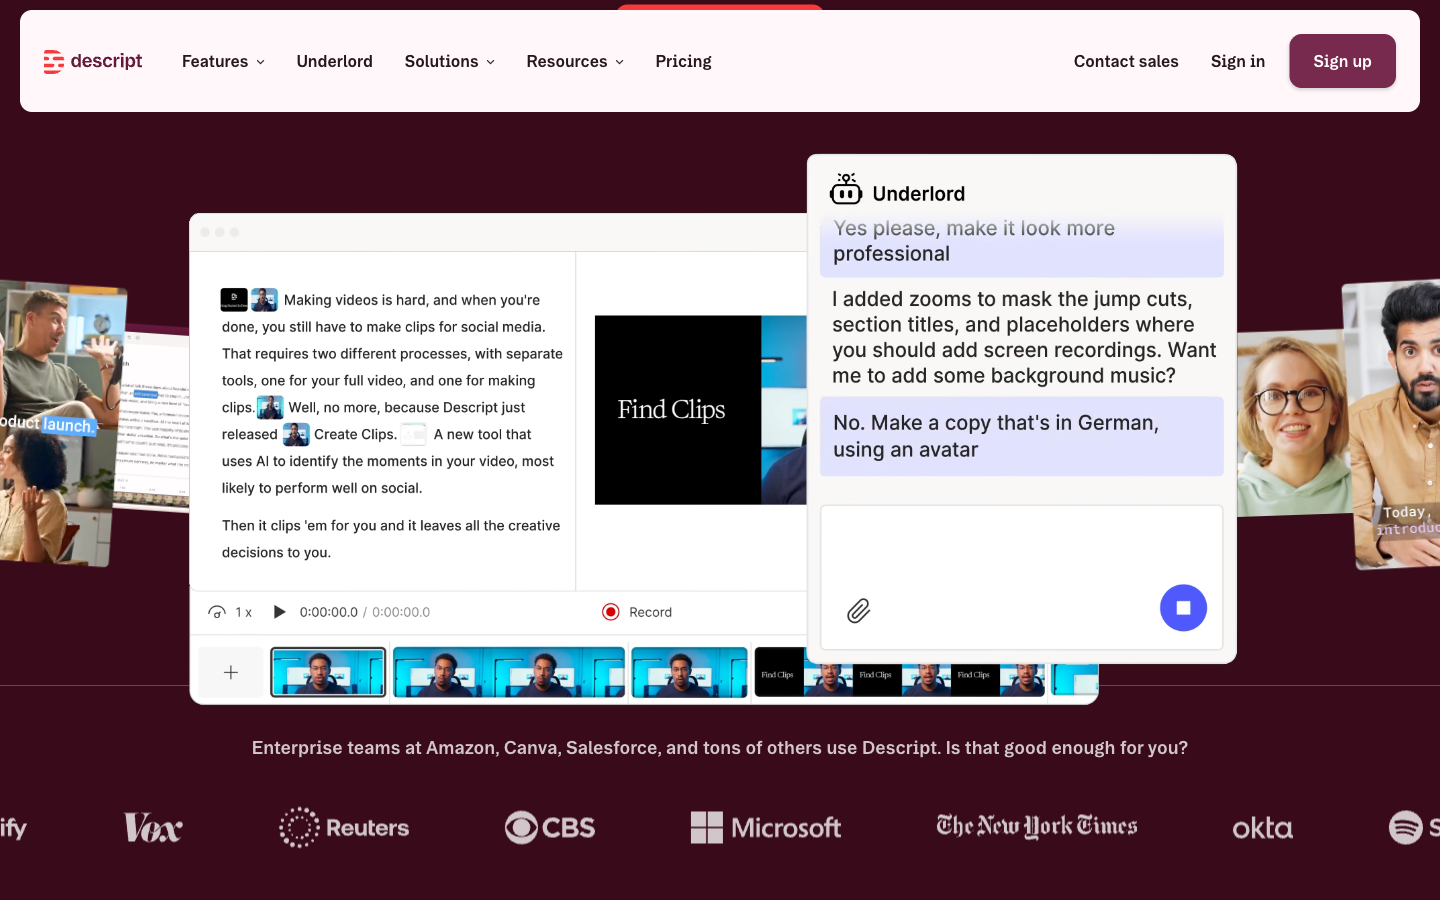 descript
Features
Underlord
Solutions
Resources
Pricing
Contact sales
Sign in
Sign up
Underlord
Yes please, make it look more
professional
I added zooms to mask the jump cuts,
section titles, and placeholders where
you should add screen recordings. Want
me to add some background music?
No. Make a copy that's in German,
using an avatar
Making videos is hard, and when you're
done, you still have to make clips for social media.
That requires two different processes, with separate
tools, one for your full video, and one for making
clips. Well, no more, because Descript just
released Create Clips. A new tool that
uses AI to identify the moments in your video, most
likely to perform well on social.
Then it clips 'em for you and it leaves all the creative
decisions to you.
Find Clips
oduct launch.
Today,
introduc
1 x
0:00:00.0 / 0:00:00.0
Record
Find Clips
Find Clips
Find Clips
Enterprise teams at Amazon, Canva, Salesforce, and tons of others use Descript. Is that good enough for you?
ify
Vox
Reuters
CBS
Microsoft
The New York Times
okta
S